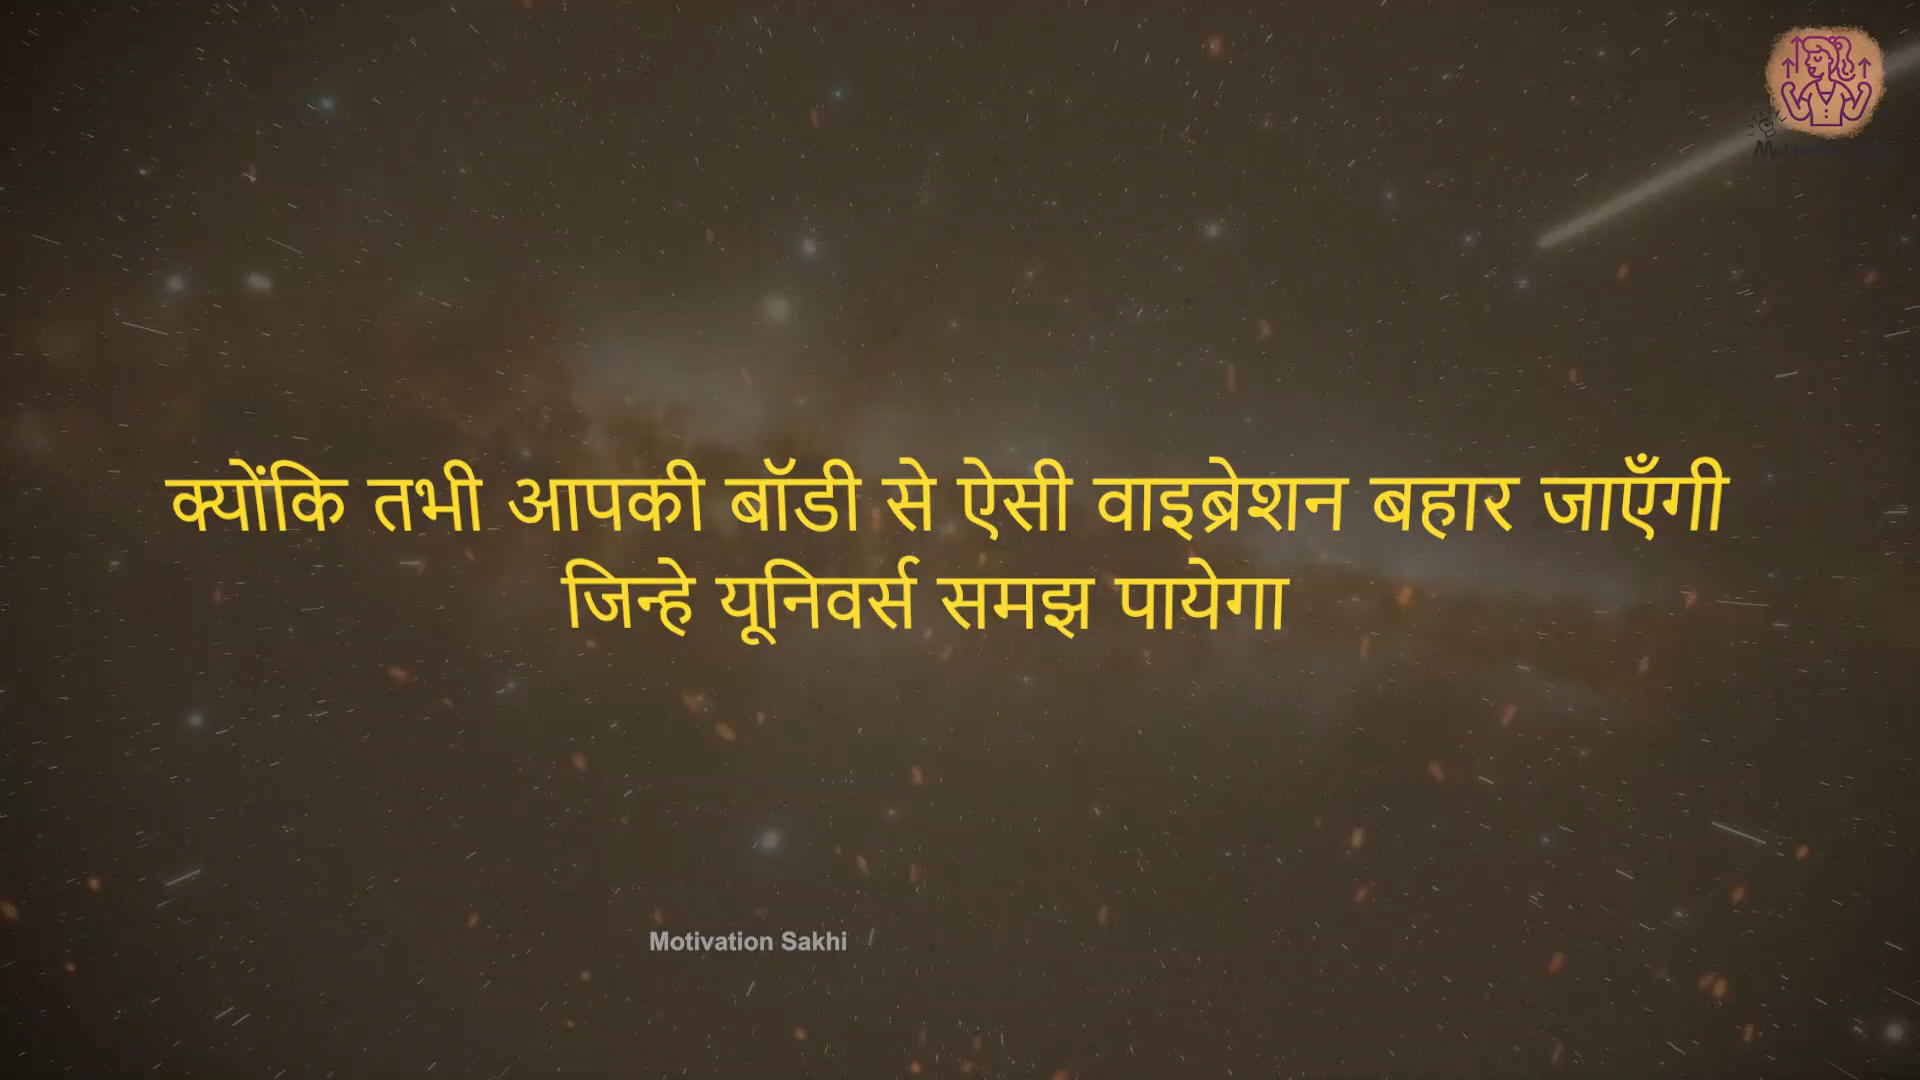 क्योंकि तभी आपकी बॉडी से ऐसी वाइब्रेशन बहार जाएँगी
जिन्हे यूनिवर्स समझ पायेगा
Motivation Sakhi